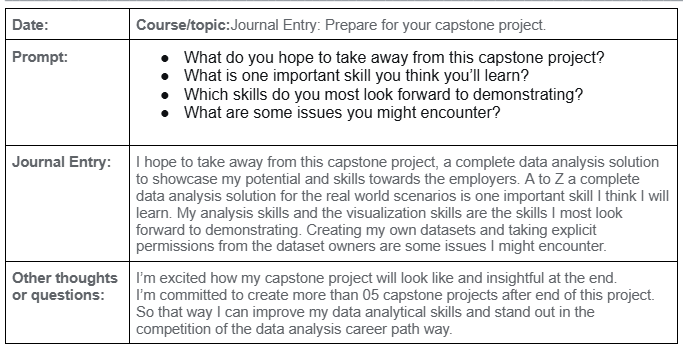 Date:
Course/topic:Journal Entry: Prepare for your capstone project.
Prompt:
● What do you hope to take away from this capstone project?
● What is one important skill you think you'll learn?
● Which skills do you most look forward to demonstrating?
● What are some issues you might encounter?
Journal Entry:
I hope to take away from this capstone project, a complete data analysis solution
to showcase my potential and skills towards the employers. A to Z a complete
data analysis solution for the real world scenarios is one important skill I think I will
learn. My analysis skills and the visualization skills are the skills I most look
forward to demonstrating. Creating my own datasets and taking explicit
permissions from the dataset owners are some issues I might encounter.
Other thoughts
or questions:
I'm excited how my capstone project will look like and insightful at the end.
I'm committed to create more than 05 capstone projects after end of this project.
So that way I can improve my data analytical skills and stand out in the
competition of the data analysis career path way.